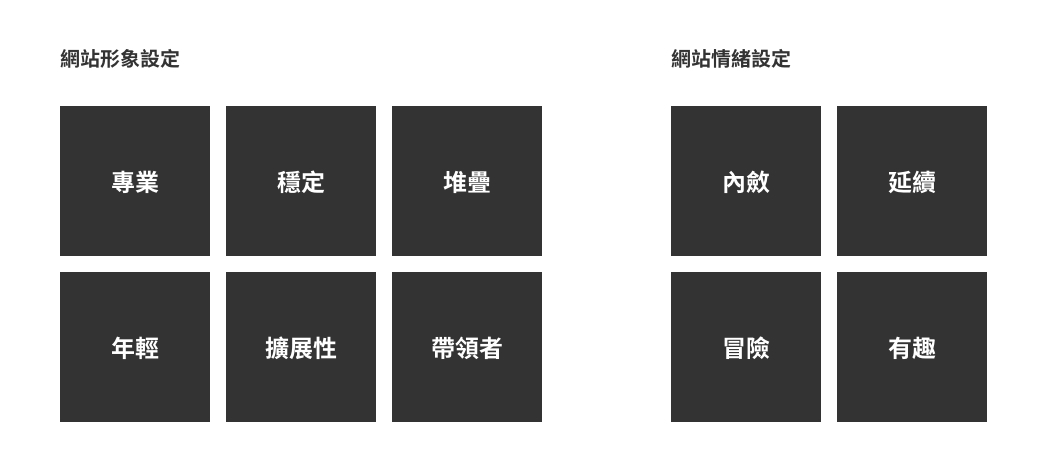 網站形象設定
專業
穩定
堆疊
年輕
擴展性
帶領者
網站情緒設定
內斂
延續
冒險
有趣